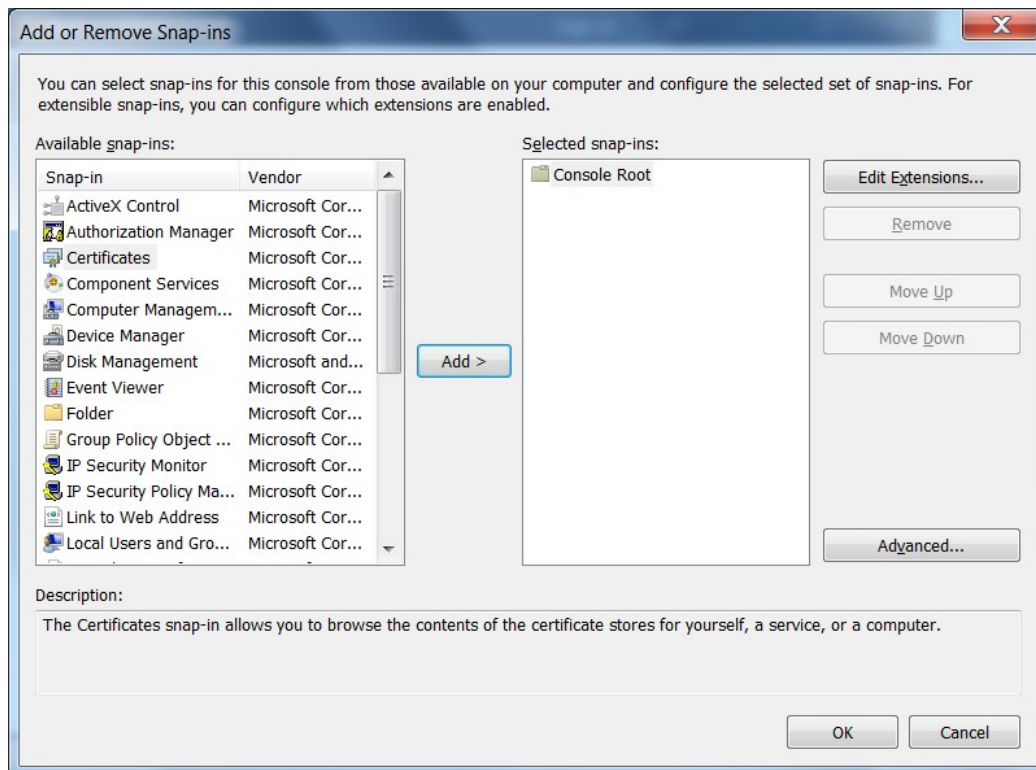 Add or Remove Snap-ins
You can select snap-ins for this console from those available on your computer and configure the selected set of snap-ins. For
extensible snap-ins, you can configure which extensions are enabled.
Available snap-ins:
Snap-in Vendor
ActiveX Control Microsoft Cor...
Authorization Manager Microsoft Cor...
Certificates Microsoft Cor...
Component Services Microsoft Cor...
Computer Managem... Microsoft Cor...
Device Manager Microsoft Cor...
Disk Management Microsoft and...
Event Viewer Microsoft Cor...
Folder Microsoft Cor...
Group Policy Object ... Microsoft Cor...
IP Security Monitor Microsoft Cor...
IP Security Policy Ma... Microsoft Cor...
Link to Web Address Microsoft Cor...
Local Users and Gro... Microsoft Cor...
Add >
Selected snap-ins:
Console Root
Edit Extensions...
Remove
Move Up
Move Down
Advanced...
Description:
The Certificates snap-in allows you to browse the contents of the certificate stores for yourself, a service, or a computer.
OK
Cancel